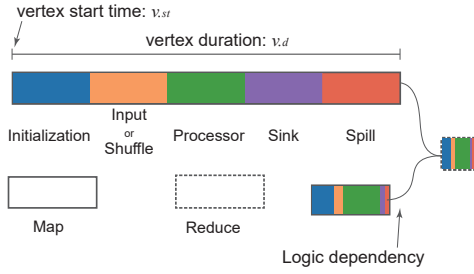 vertex start time: v.st
vertex duration: v.d
Initialization
Input
or
Shuffle
Processor
Sink
Spill
Map
Reduce
Logic dependency